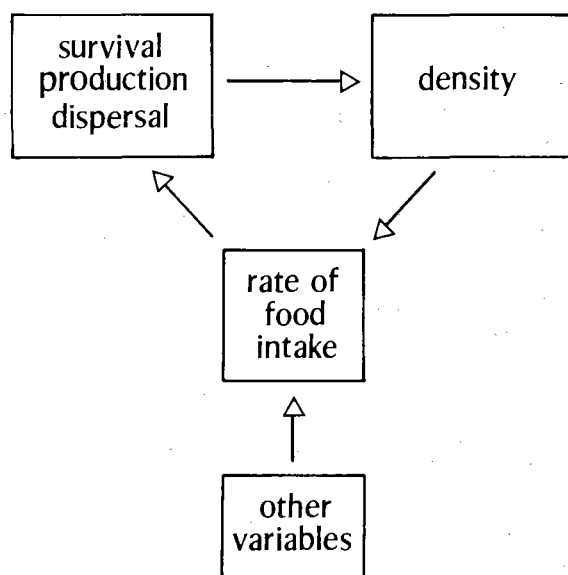 survival
production
dispersal
density
rate of
food
intake
other
variables